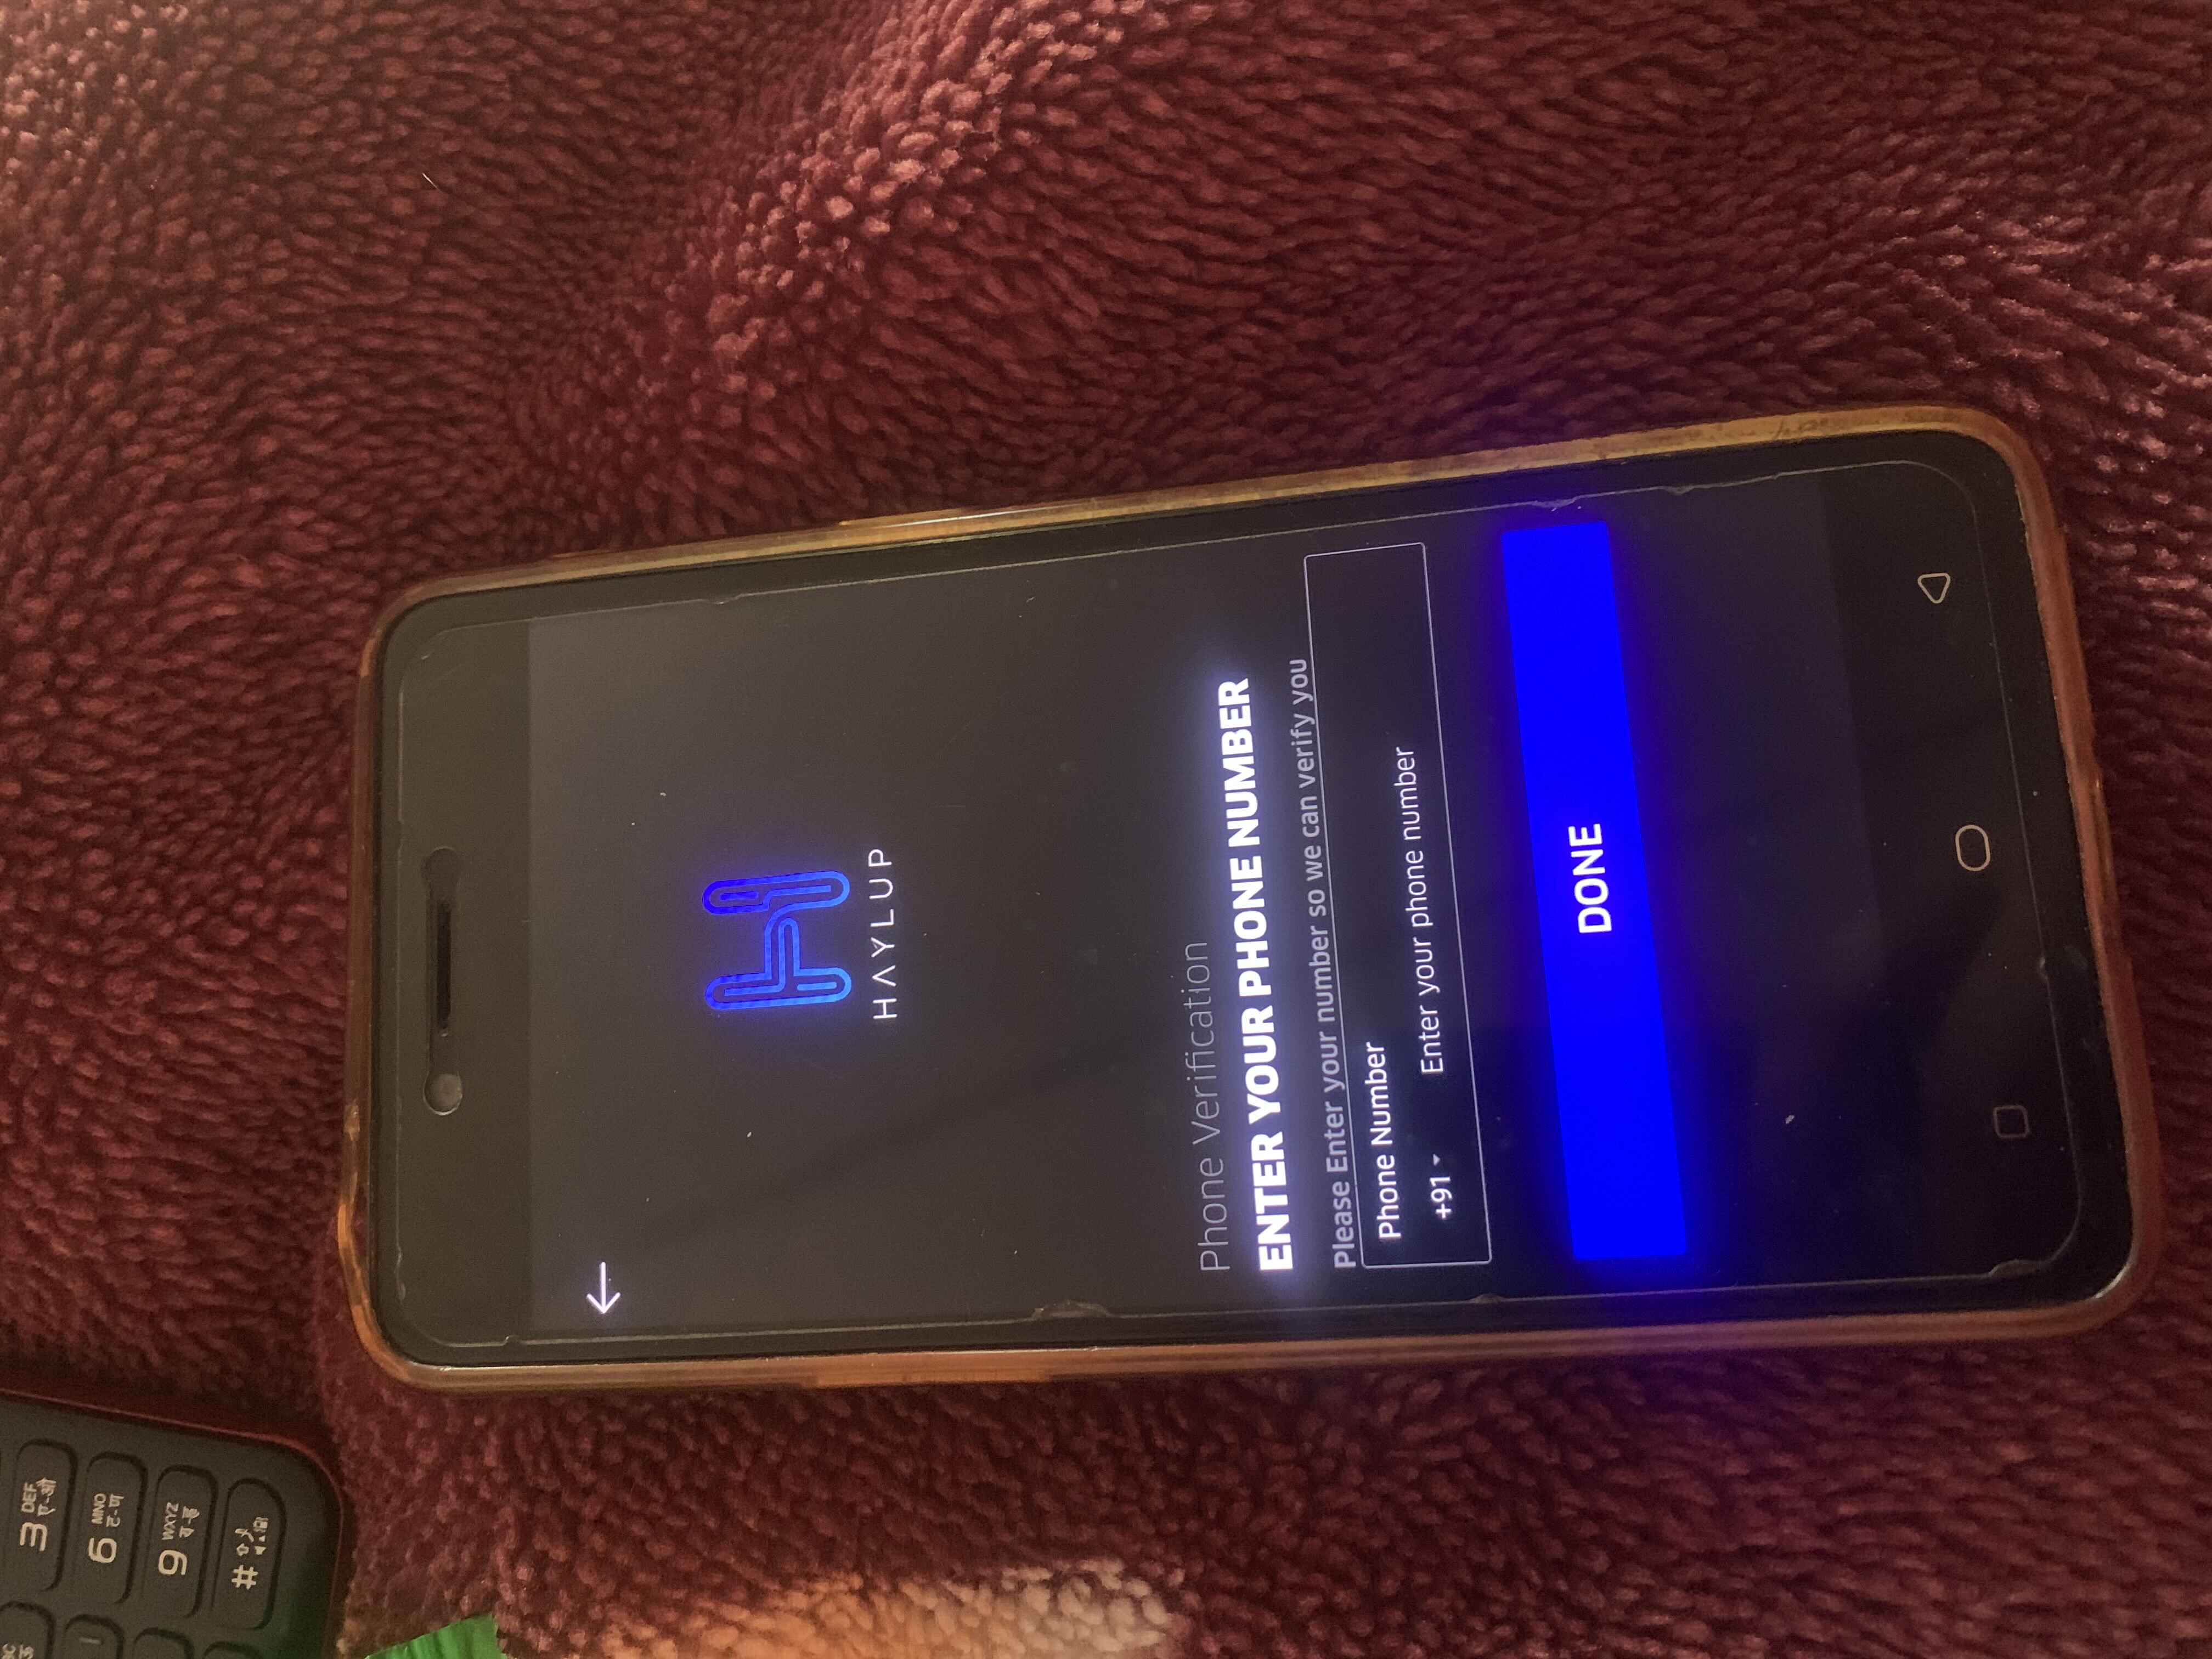 3 DEF
ए-ओ
6 MNO
ट-ण
9 WXYZ
य-ह
#
HAYLUP
Phone Verification
ENTER YOUR PHONE NUMBER
Please Enter your number so we can verify you
Phone Number
+91 Enter your phone number
DONE